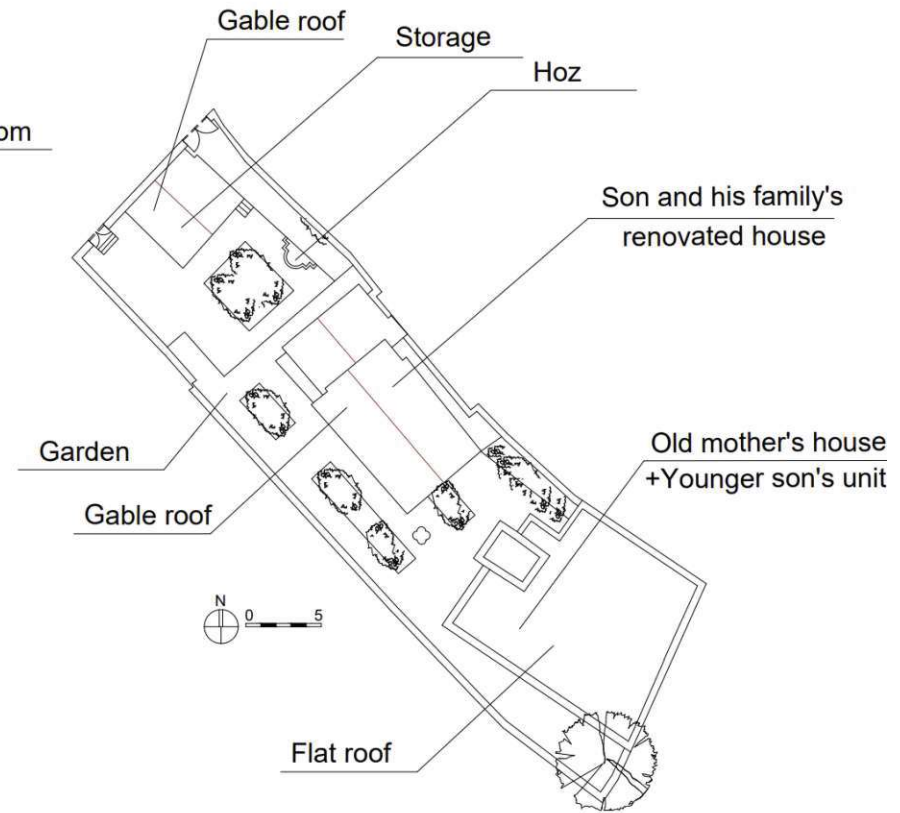 Gable roof
Storage
Hoz
om
Son and his family's
renovated house
Garden
Gable roof
Old mother's house
+Younger son's unit
N
0 5
Flat roof